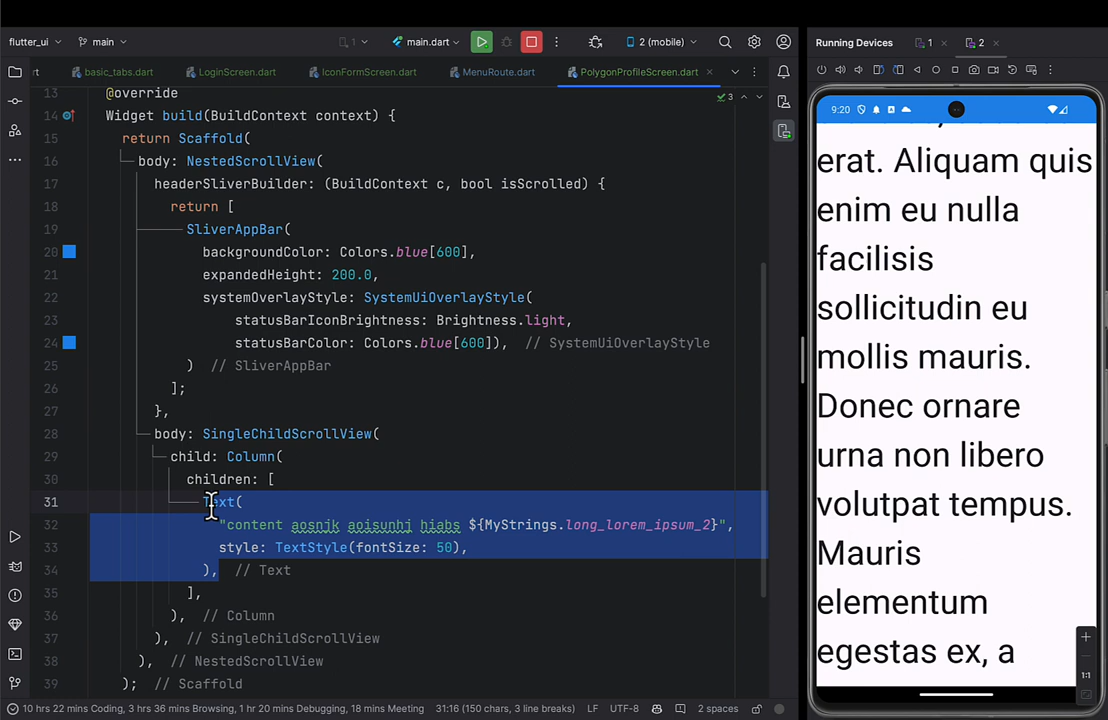 flutter_ui
main
1
main.dart
2 (mobile)
Running Devices
1
2
rt
basic_tabs.dart
LoginScreen.dart
IconFormScreen.dart
MenuRoute.dart
PolygonProfileScreen.dart
13 @override
3
14 Widget build(BuildContext context) {
15 return Scaffold(
16 body: NestedScrollView(
17 headerSliverBuilder: (BuildContext c, bool isScrolled) {
18 return [
19 SliverAppBar(
20 backgroundColor: Colors.blue[600],
21 expandedHeight: 200.0,
22 systemOverlayStyle: SystemUiOverlayStyle(
23 statusBarIconBrightness: Brightness.light,
24 statusBarColor: Colors.blue[600]), // SystemUiOverlayStyle
25 ) // SliverAppBar
26 ];
27 },
28 body: SingleChildScrollView(
29 child: Column(
30 children: [
31 Text(
32 "content aosnik aoisunhj hiabs ${MyStrings.long_lorem_ipsum_2}",
33 style: TextStyle(fontSize: 50),
34 ), // Text
35 ],
36 ), // Column
37 ), // SingleChildScrollView
38 ), // NestedScrollView
39 ); // Scaffold
10 hrs 22 mins Coding, 3 hrs 36 mins Browsing, 1 hr 20 mins Debugging, 18 mins Meeting
31:16 (150 chars, 3 line breaks)
LF
UTF-8
2 spaces
9:20
erat. Aliquam quis
enim eu nulla
facilisis
sollicitudin eu
mollis mauris.
Donec ornare
urna non libero
volutpat tempus.
Mauris
elementum
egestas ex, a
1:1